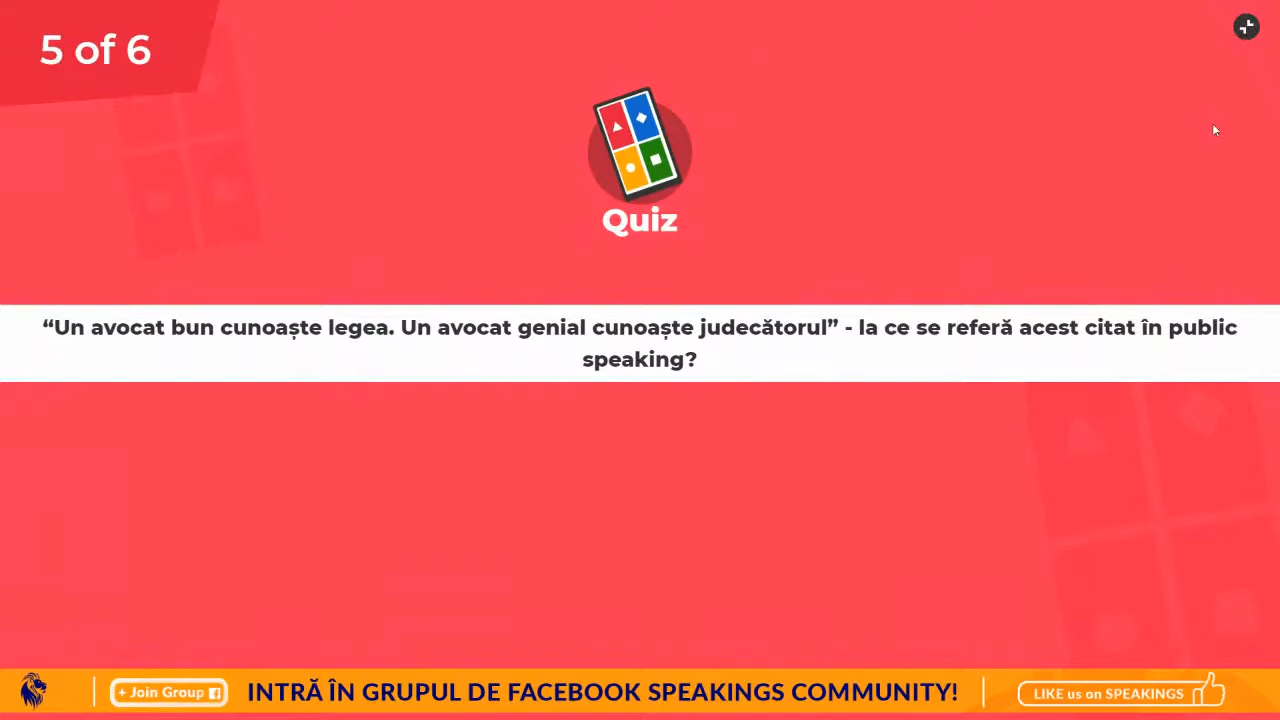 5 of 6
Quiz
“Un avocat bun cunoaște legea. Un avocat genial cunoaște judecătorul” - la ce se referă acest citat în public
speaking?
+ Join Group
INTRĂ ÎN GRUPUL DE FACEBOOK SPEAKINGS COMMUNITY!
LIKE us on SPEAKINGS